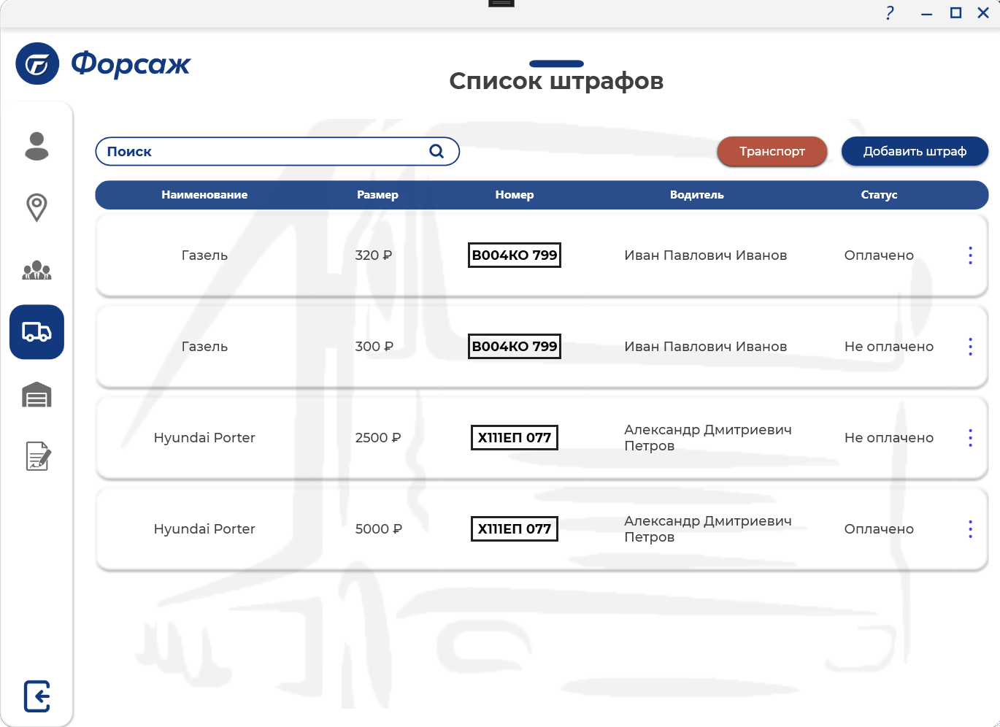 ?
Форсаж
Список штрафов
Поиск
Транспорт
Добавить штраф
Наименование Размер Номер Водитель Статус
Газель 320 ₽ В004КО 799 Иван Павлович Иванов Оплачено
Газель 300 ₽ В004КО 799 Иван Павлович Иванов Не оплачено
Hyundai Porter 2500 ₽ Х111ЕП 077 Александр Дмитриевич
Петров Не оплачено
Hyundai Porter 5000 ₽ Х111ЕП 077 Александр Дмитриевич
Петров Оплачено